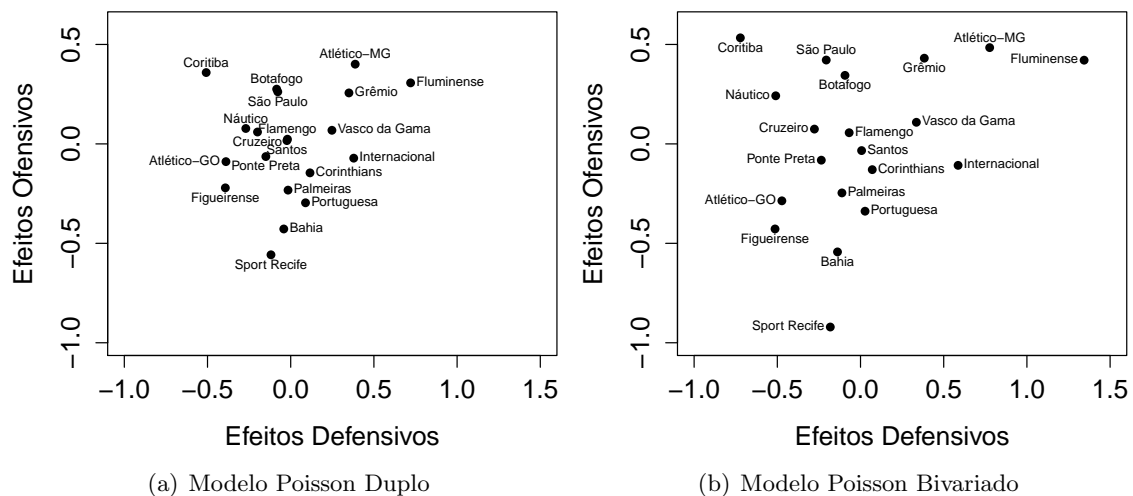 Efeitos Ofensivos
0.5
0.0
−0.5
−1.0
Atlético−MG
Coritiba
Botafogo
Fluminense
São Paulo
Grêmio
Náutico
Flamengo
Vasco da Gama
Cruzeiro
Santos
Atlético−GO
Ponte Preta
Internacional
Corinthians
Figueirense
Palmeiras
Portuguesa
Bahia
Sport Recife
−1.0 −0.5 0.0 0.5 1.0 1.5
Efeitos Defensivos
(a) Modelo Poisson Duplo
Efeitos Ofensivos
0.5
0.0
−0.5
−1.0
Atlético−MG
Coritiba
São Paulo
Fluminense
Grêmio
Botafogo
Náutico
Vasco da Gama
Cruzeiro
Flamengo
Santos
Ponte Preta
Internacional
Corinthians
Palmeiras
Atlético−GO
Portuguesa
Figueirense
Bahia
Sport Recife
−1.0 −0.5 0.0 0.5 1.0 1.5
Efeitos Defensivos
(b) Modelo Poisson Bivariado